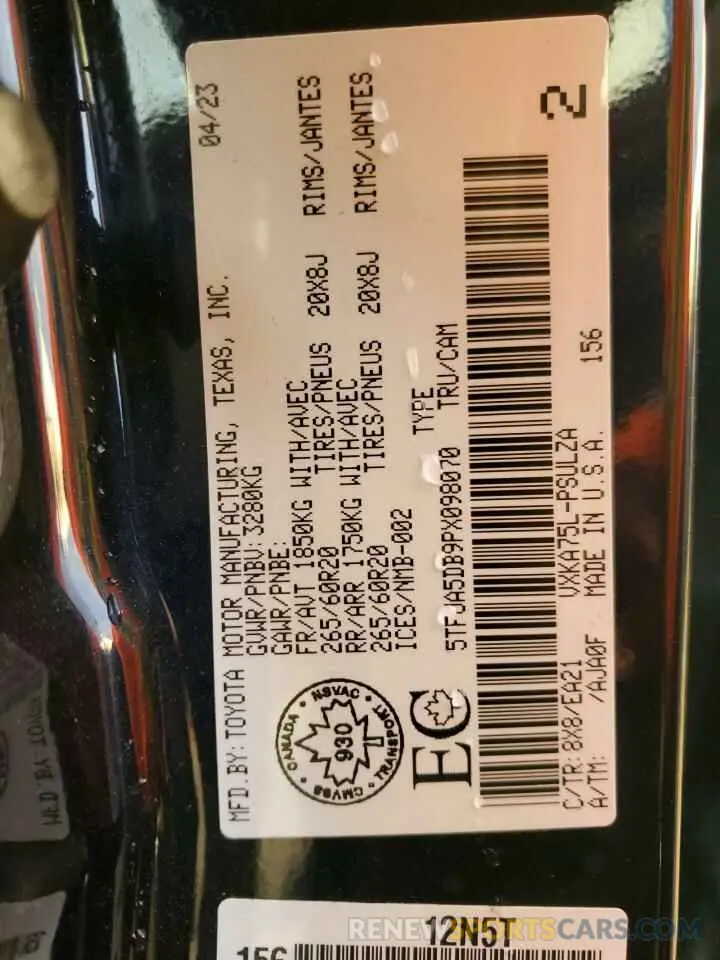 MFD. BY: TOYOTA MOTOR MANUFACTURING, TEXAS, INC. 04/23
GVWR/PNBV: 3280KG
GAWR/PNBE:
FR/AVT 1850KG WITH/AVEC
265/60R20 TIRES/PNEUS 20X8J RIMS/JANTES
RR/ARR 1750KG WITH/AVEC
265/60R20 TIRES/PNEUS 20X8J RIMS/JANTES
ICES/NMB-002
CANADA • NSVAC • TRANSPORT • CMVSS •
930
EC
TYPE
5TFJA5DB9PX098070 TRU/CAM
2
C/TR: 8X8/EA21 VXKA75L-PSULZA 156
A/TM: /AJA0F MADE IN U.S.A.
12N5T
156
RENEWSPORTSCARS.COM